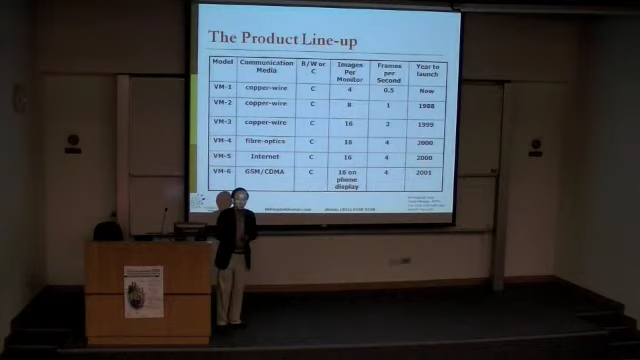 The Product Line-up
Model Communication Media B/W or C Images Per Monitor Frames per Second Year to launch
VM-1 copper-wire C 4 0.5 Now
VM-2 copper-wire C 8 1 1988
VM-3 copper-wire C 16 2 1999
VM-4 fibre-optics C 16 4 2000
VM-5 Internet C 16 4 2000
VM-6 GSM/CDMA C 16 on phone display 4 2001